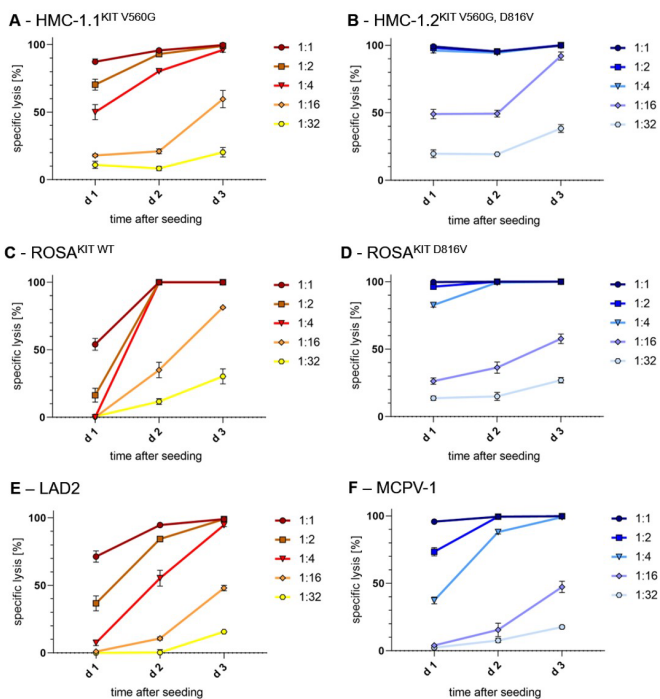 A - HMC-1.1KIT V560G
specific lysis [%]
100
50
0
d 1
d 2
d 3
time after seeding
1:1
1:2
1:4
1:16
1:32
B - HMC-1.2KIT V560G, D816V
specific lysis [%]
100
50
0
d 1
d 2
d 3
time after seeding
1:1
1:2
1:4
1:16
1:32
C - ROSAKIT WT
specific lysis [%]
100
50
0
d 1
d 2
d 3
time after seeding
1:1
1:2
1:4
1:16
1:32
D - ROSAKIT D816V
specific lysis [%]
100
50
0
d 1
d 2
d 3
time after seeding
1:1
1:2
1:4
1:16
1:32
E – LAD2
specific lysis [%]
100
50
0
d 1
d 2
d 3
time after seeding
1:1
1:2
1:4
1:16
1:32
F – MCPV-1
specific lysis [%]
100
50
0
d 1
d 2
d 3
time after seeding
1:1
1:2
1:4
1:16
1:32